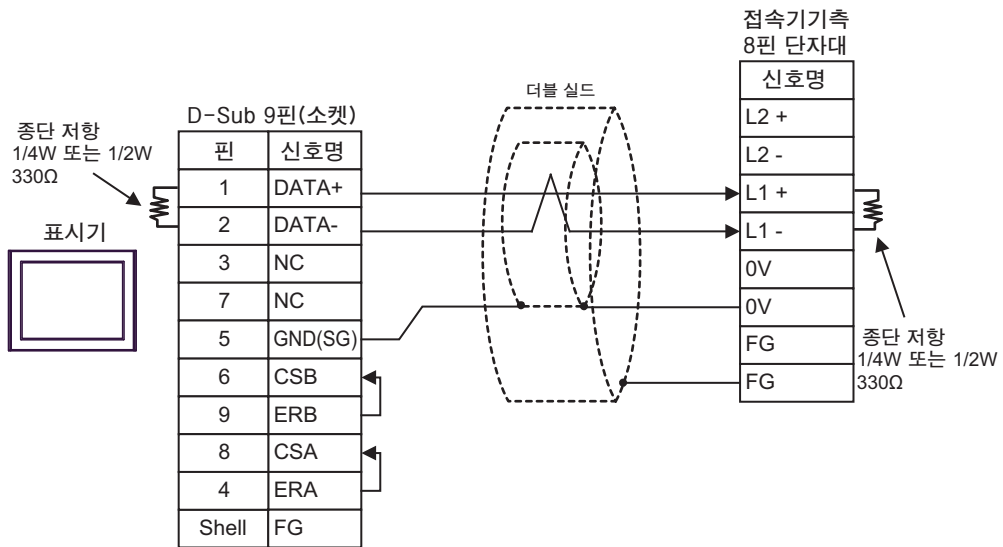 접속기기측
8핀 단자대
신호명
L2 +
L2 -
L1 +
L1 -
0V
0V
FG
FG
더블 실드
D-Sub 9핀(소켓)
핀 신호명
1 DATA+
2 DATA-
3 NC
7 NC
5 GND(SG)
6 CSB
9 ERB
8 CSA
4 ERA
Shell FG
종단 저항
1/4W 또는 1/2W
330Ω
표시기
종단 저항
1/4W 또는 1/2W
330Ω